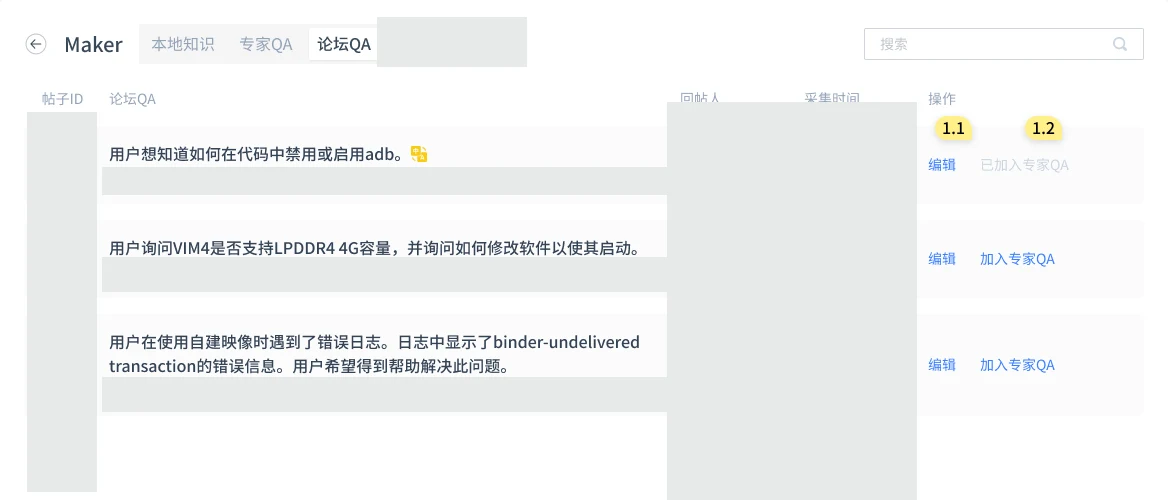 Maker 本地知识 专家QA 论坛QA 搜索
帖子ID 论坛QA 回帖人 采集时间 操作
1.1 1.2
用户想知道如何在代码中禁用或启用adb。
编辑 已加入专家QA
用户询问VIM4是否支持LPDDR4 4G容量，并询问如何修改软件以使其启动。
编辑 加入专家QA
用户在使用自建映像时遇到了错误日志。日志中显示了binder-undelivered
transaction的错误信息。用户希望得到帮助解决此问题。
编辑 加入专家QA